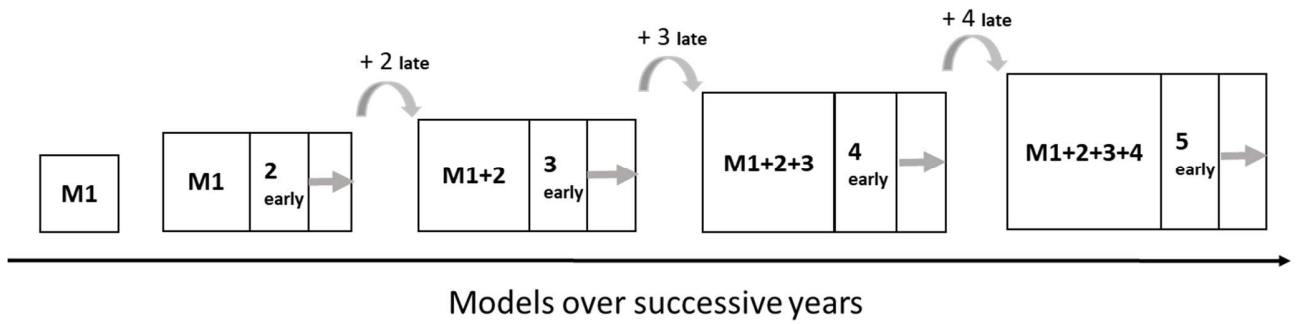 + 2 late
+ 3 late
+ 4 late
M1
M1
2
early
M1+2
3
early
M1+2+3
4
early
M1+2+3+4
5
early
Models over successive years